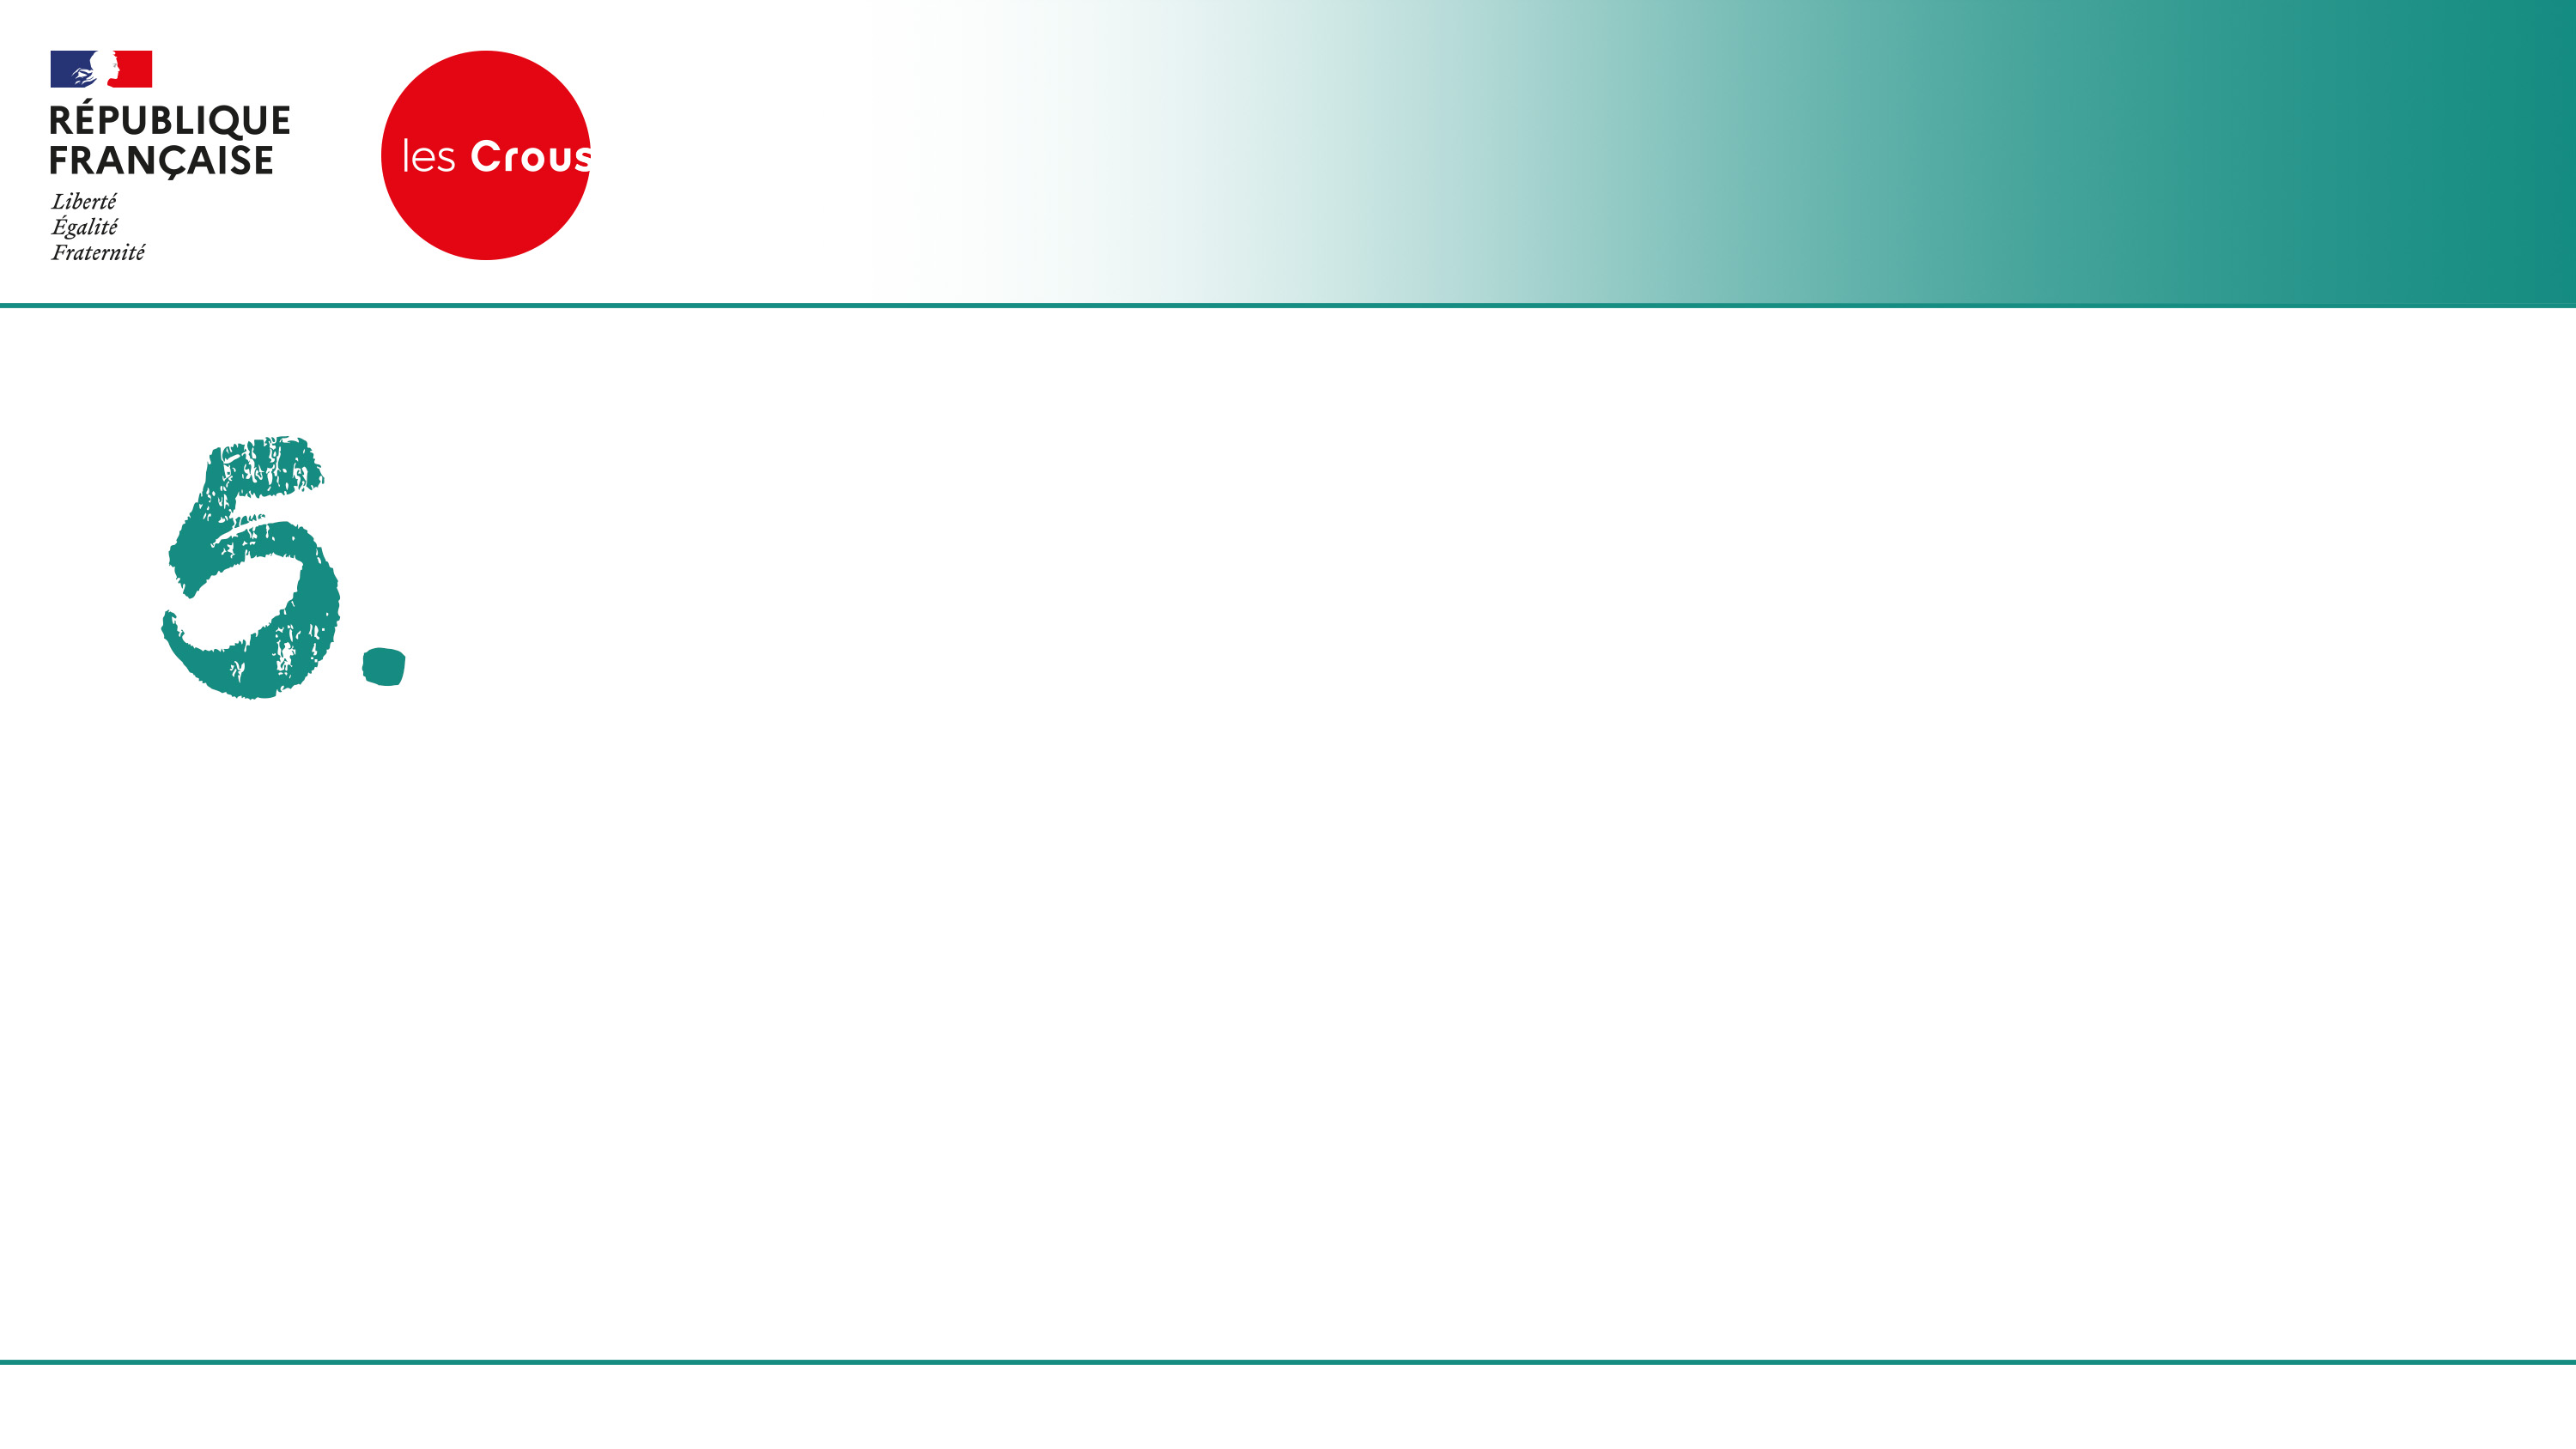 RÉPUBLIQUE
FRANÇAISE
Liberté
Égalité
Fraternité
les Crous
5.